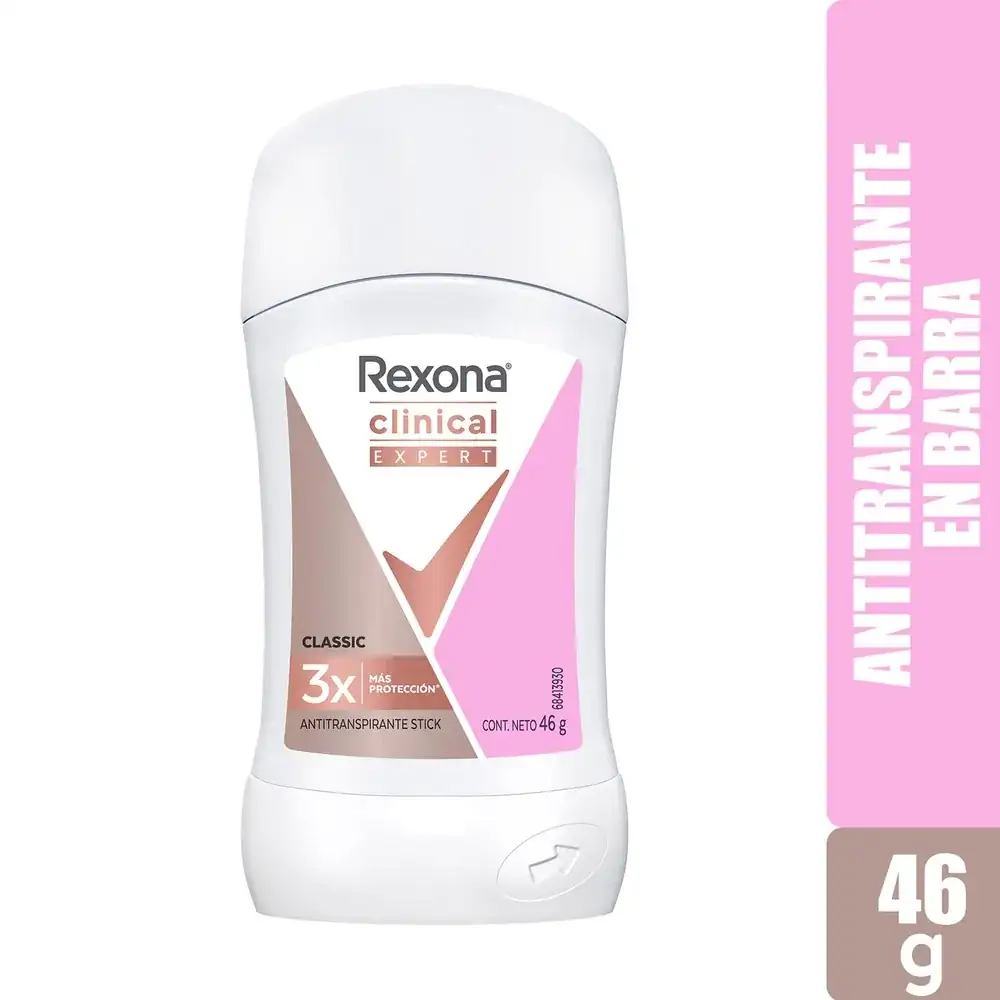 Rexona®
clinical
EXPERT
CLASSIC
3x
MÁS
PROTECCIÓN*
ANTITRANSPIRANTE STICK
CONT. NETO 46 g
68413930
ANTITRANSPIRANTE
EN BARRA
46
g